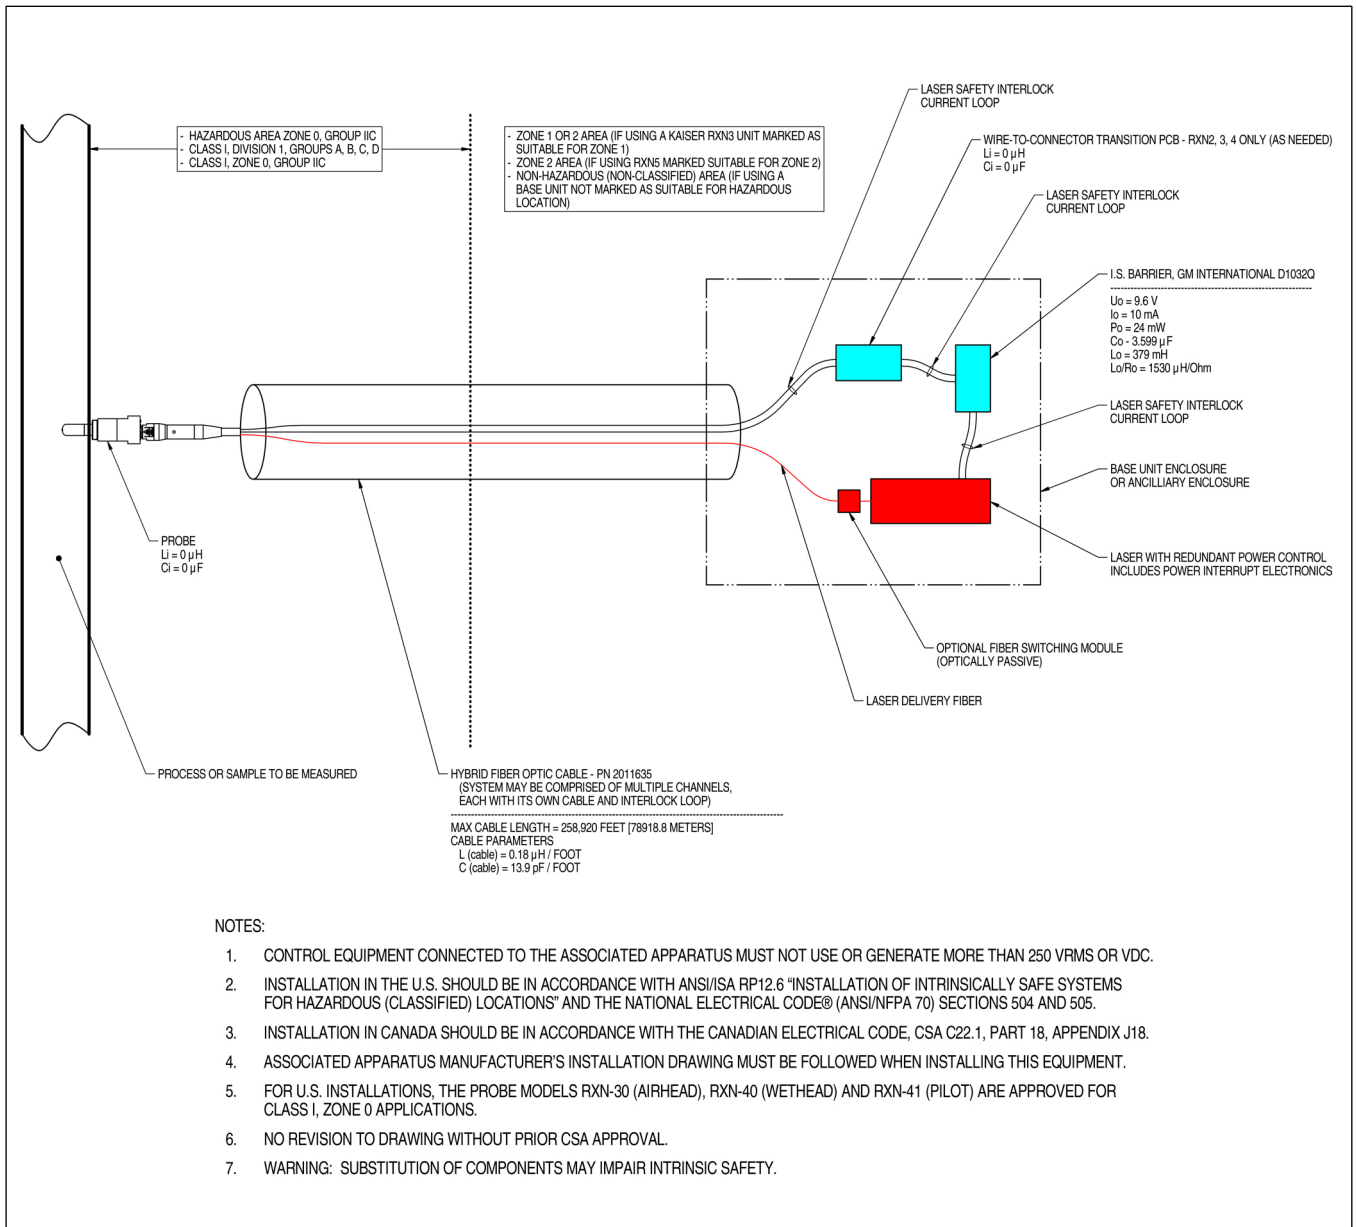 LASER SAFETY INTERLOCK
CURRENT LOOP
- HAZARDOUS AREA ZONE 0, GROUP IIC
- CLASS I, DIVISION 1, GROUPS A, B, C, D
- CLASS I, ZONE 0, GROUP IIC
- ZONE 1 OR 2 AREA (IF USING A KAISER RXN3 UNIT MARKED AS
SUITABLE FOR ZONE 1)
- ZONE 2 AREA (IF USING RXN5 MARKED SUITABLE FOR ZONE 2)
- NON-HAZARDOUS (NON-CLASSIFIED) AREA (IF USING A
BASE UNIT NOT MARKED AS SUITABLE FOR HAZARDOUS
LOCATION)
WIRE-TO-CONNECTOR TRANSITION PCB - RXN2, 3, 4 ONLY (AS NEEDED)
Li = 0 µH
Ci = 0 µF
LASER SAFETY INTERLOCK
CURRENT LOOP
I.S. BARRIER, GM INTERNATIONAL D1032Q
Uo = 9.6 V
Io = 10 mA
Po = 24 mW
Co - 3.599 µF
Lo = 379 mH
Lo/Ro = 1530 µH/Ohm
LASER SAFETY INTERLOCK
CURRENT LOOP
BASE UNIT ENCLOSURE
OR ANCILLIARY ENCLOSURE
PROBE
Li = 0 µH
Ci = 0 µF
LASER WITH REDUNDANT POWER CONTROL
INCLUDES POWER INTERRUPT ELECTRONICS
OPTIONAL FIBER SWITCHING MODULE
(OPTICALLY PASSIVE)
LASER DELIVERY FIBER
PROCESS OR SAMPLE TO BE MEASURED
HYBRID FIBER OPTIC CABLE - PN 2011635
(SYSTEM MAY BE COMPRISED OF MULTIPLE CHANNELS,
EACH WITH ITS OWN CABLE AND INTERLOCK LOOP)
MAX CABLE LENGTH = 258,920 FEET [78918.8 METERS]
CABLE PARAMETERS
L (cable) = 0.18 µH / FOOT
C (cable) = 13.9 pF / FOOT
NOTES:
1. CONTROL EQUIPMENT CONNECTED TO THE ASSOCIATED APPARATUS MUST NOT USE OR GENERATE MORE THAN 250 VRMS OR VDC.
2. INSTALLATION IN THE U.S. SHOULD BE IN ACCORDANCE WITH ANSI/ISA RP12.6 “INSTALLATION OF INTRINSICALLY SAFE SYSTEMS
FOR HAZARDOUS (CLASSIFIED) LOCATIONS” AND THE NATIONAL ELECTRICAL CODE® (ANSI/NFPA 70) SECTIONS 504 AND 505.
3. INSTALLATION IN CANADA SHOULD BE IN ACCORDANCE WITH THE CANADIAN ELECTRICAL CODE, CSA C22.1, PART 18, APPENDIX J18.
4. ASSOCIATED APPARATUS MANUFACTURER'S INSTALLATION DRAWING MUST BE FOLLOWED WHEN INSTALLING THIS EQUIPMENT.
5. FOR U.S. INSTALLATIONS, THE PROBE MODELS RXN-30 (AIRHEAD), RXN-40 (WETHEAD) AND RXN-41 (PILOT) ARE APPROVED FOR
CLASS I, ZONE 0 APPLICATIONS.
6. NO REVISION TO DRAWING WITHOUT PRIOR CSA APPROVAL.
7. WARNING: SUBSTITUTION OF COMPONENTS MAY IMPAIR INTRINSIC SAFETY.